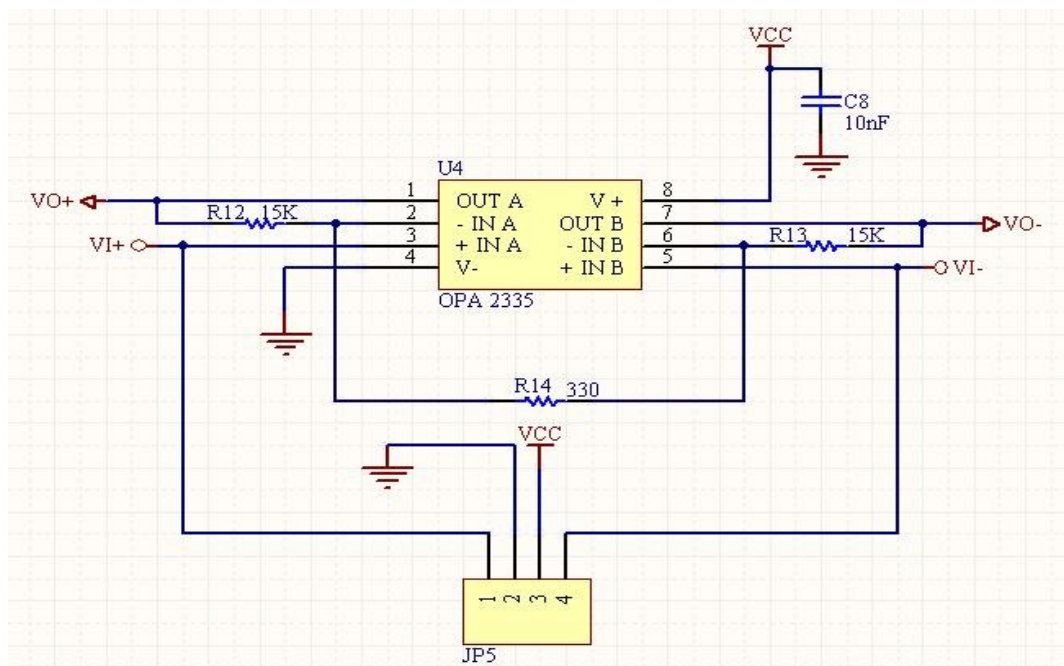 VCC
C8
10nF
U4
1 OUT A V + 8
2 - IN A OUT B 7
3 + IN A - IN B 6
4 V- + IN B 5
OPA 2335
VO+
R12 15K
VI+
R13 15K
VO-
VI-
R14 330
VCC
1 2 3 4
JP5